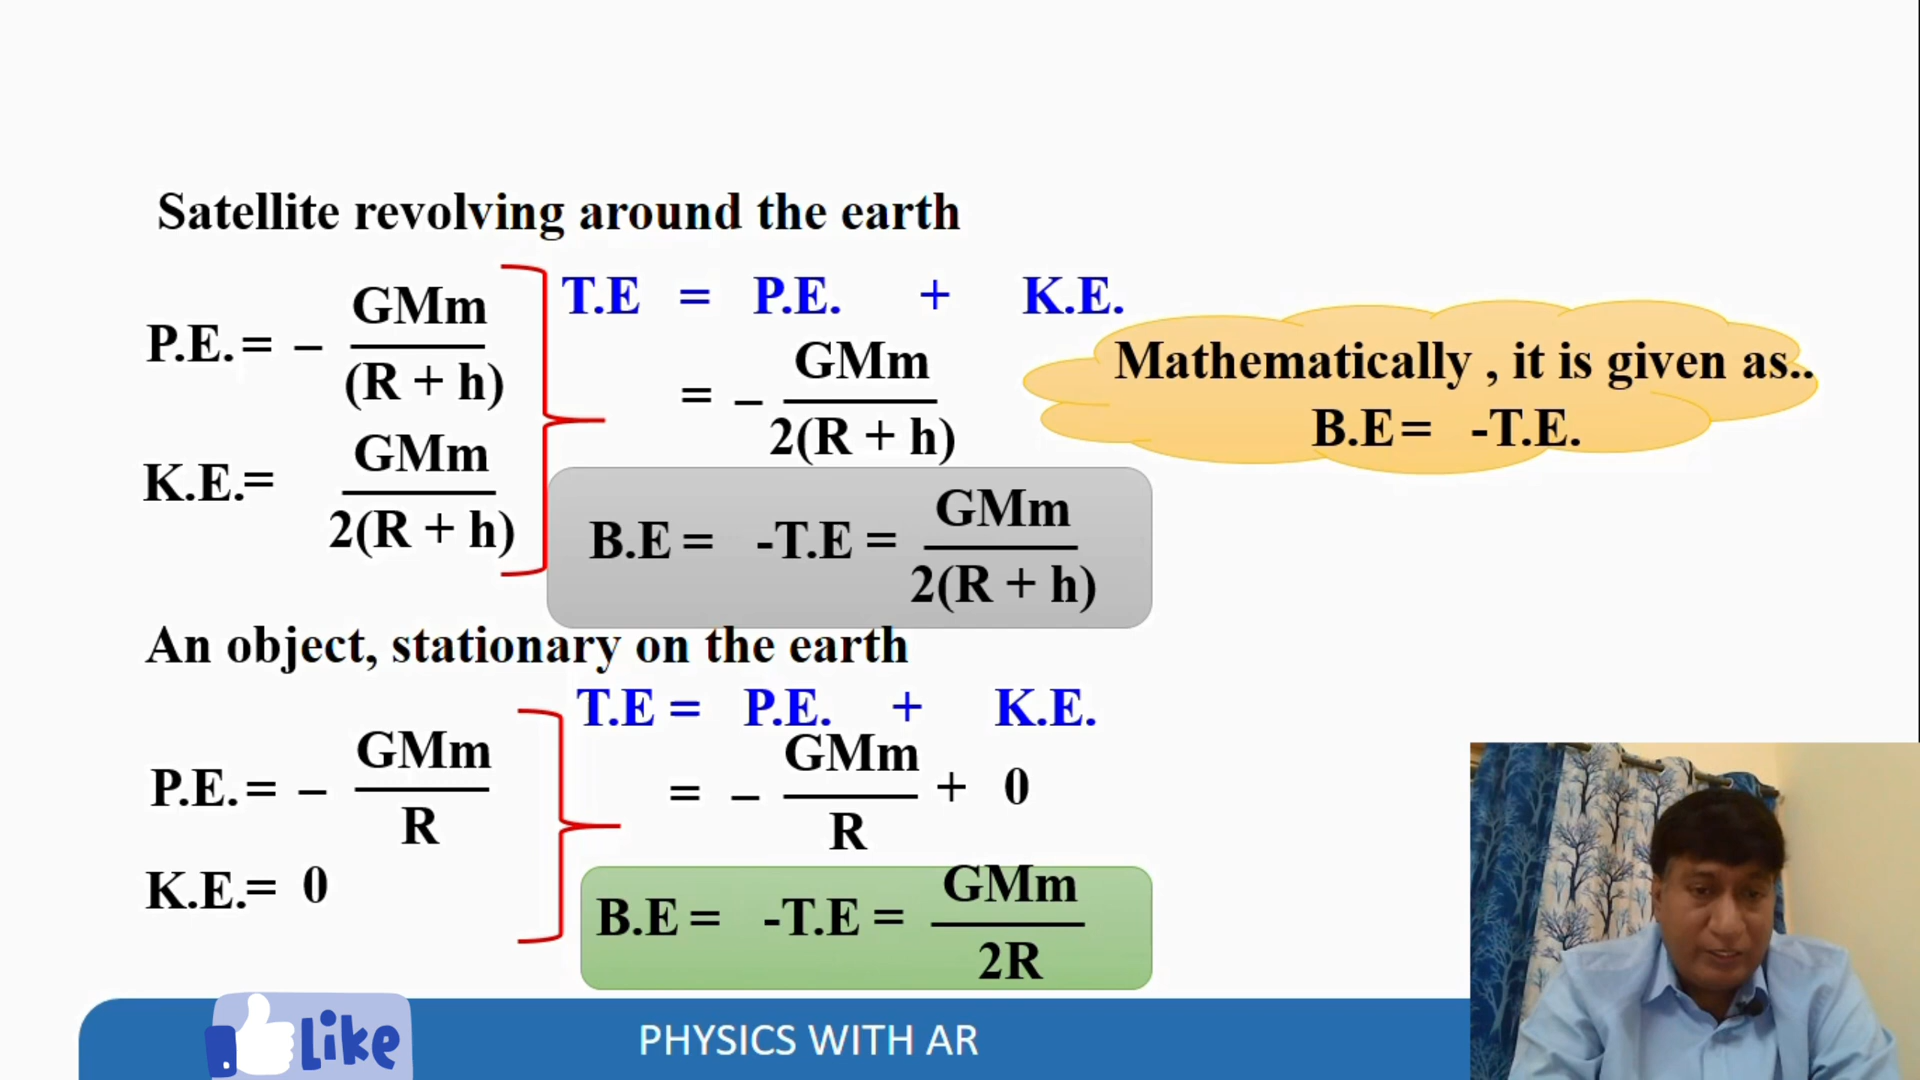 Satellite revolving around the earth
P.E. = – GMm / (R + h)
K.E.= GMm / 2(R + h)
T.E = P.E. + K.E.
= – GMm / 2(R + h)
Mathematically , it is given as..
B.E = -T.E.
B.E = -T.E = GMm / 2(R + h)
An object, stationary on the earth
P.E. = – GMm / R
K.E.= 0
T.E = P.E. + K.E.
= – GMm / R + 0
B.E = -T.E = GMm / 2R
Like
PHYSICS WITH AR